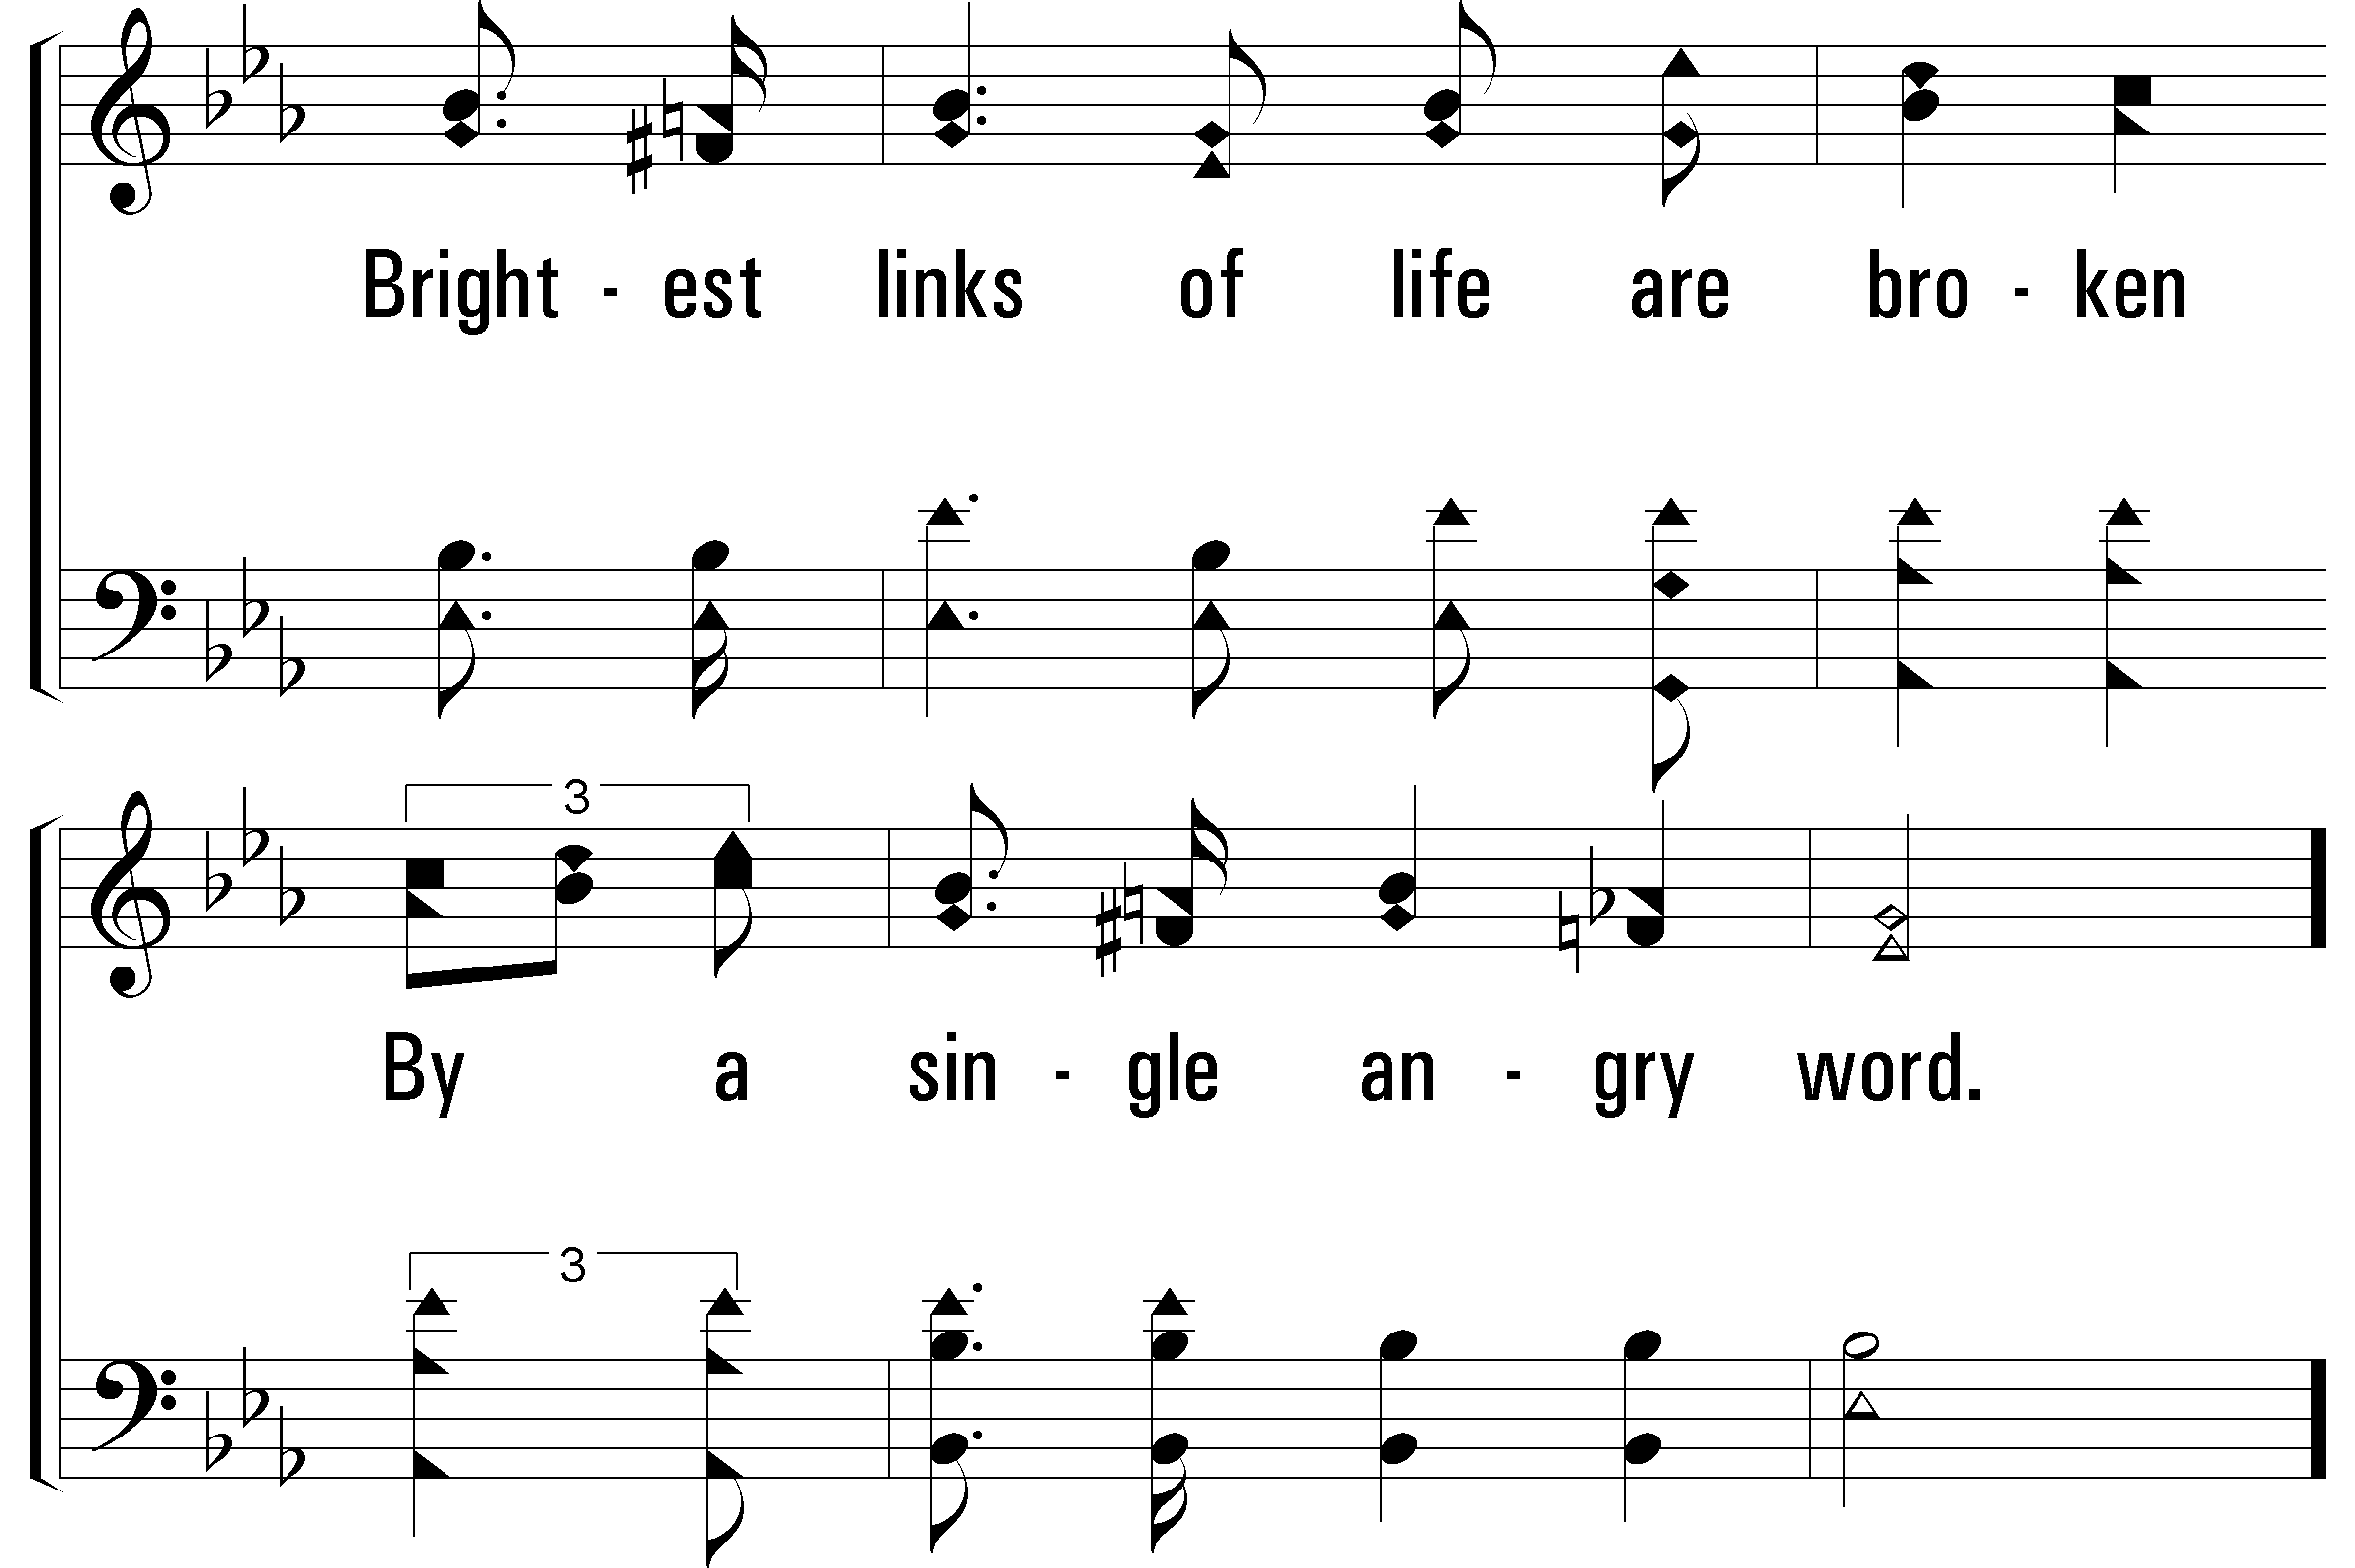 Bright - est links of life are bro - ken
3
By a sin - gle an - gry word.
3